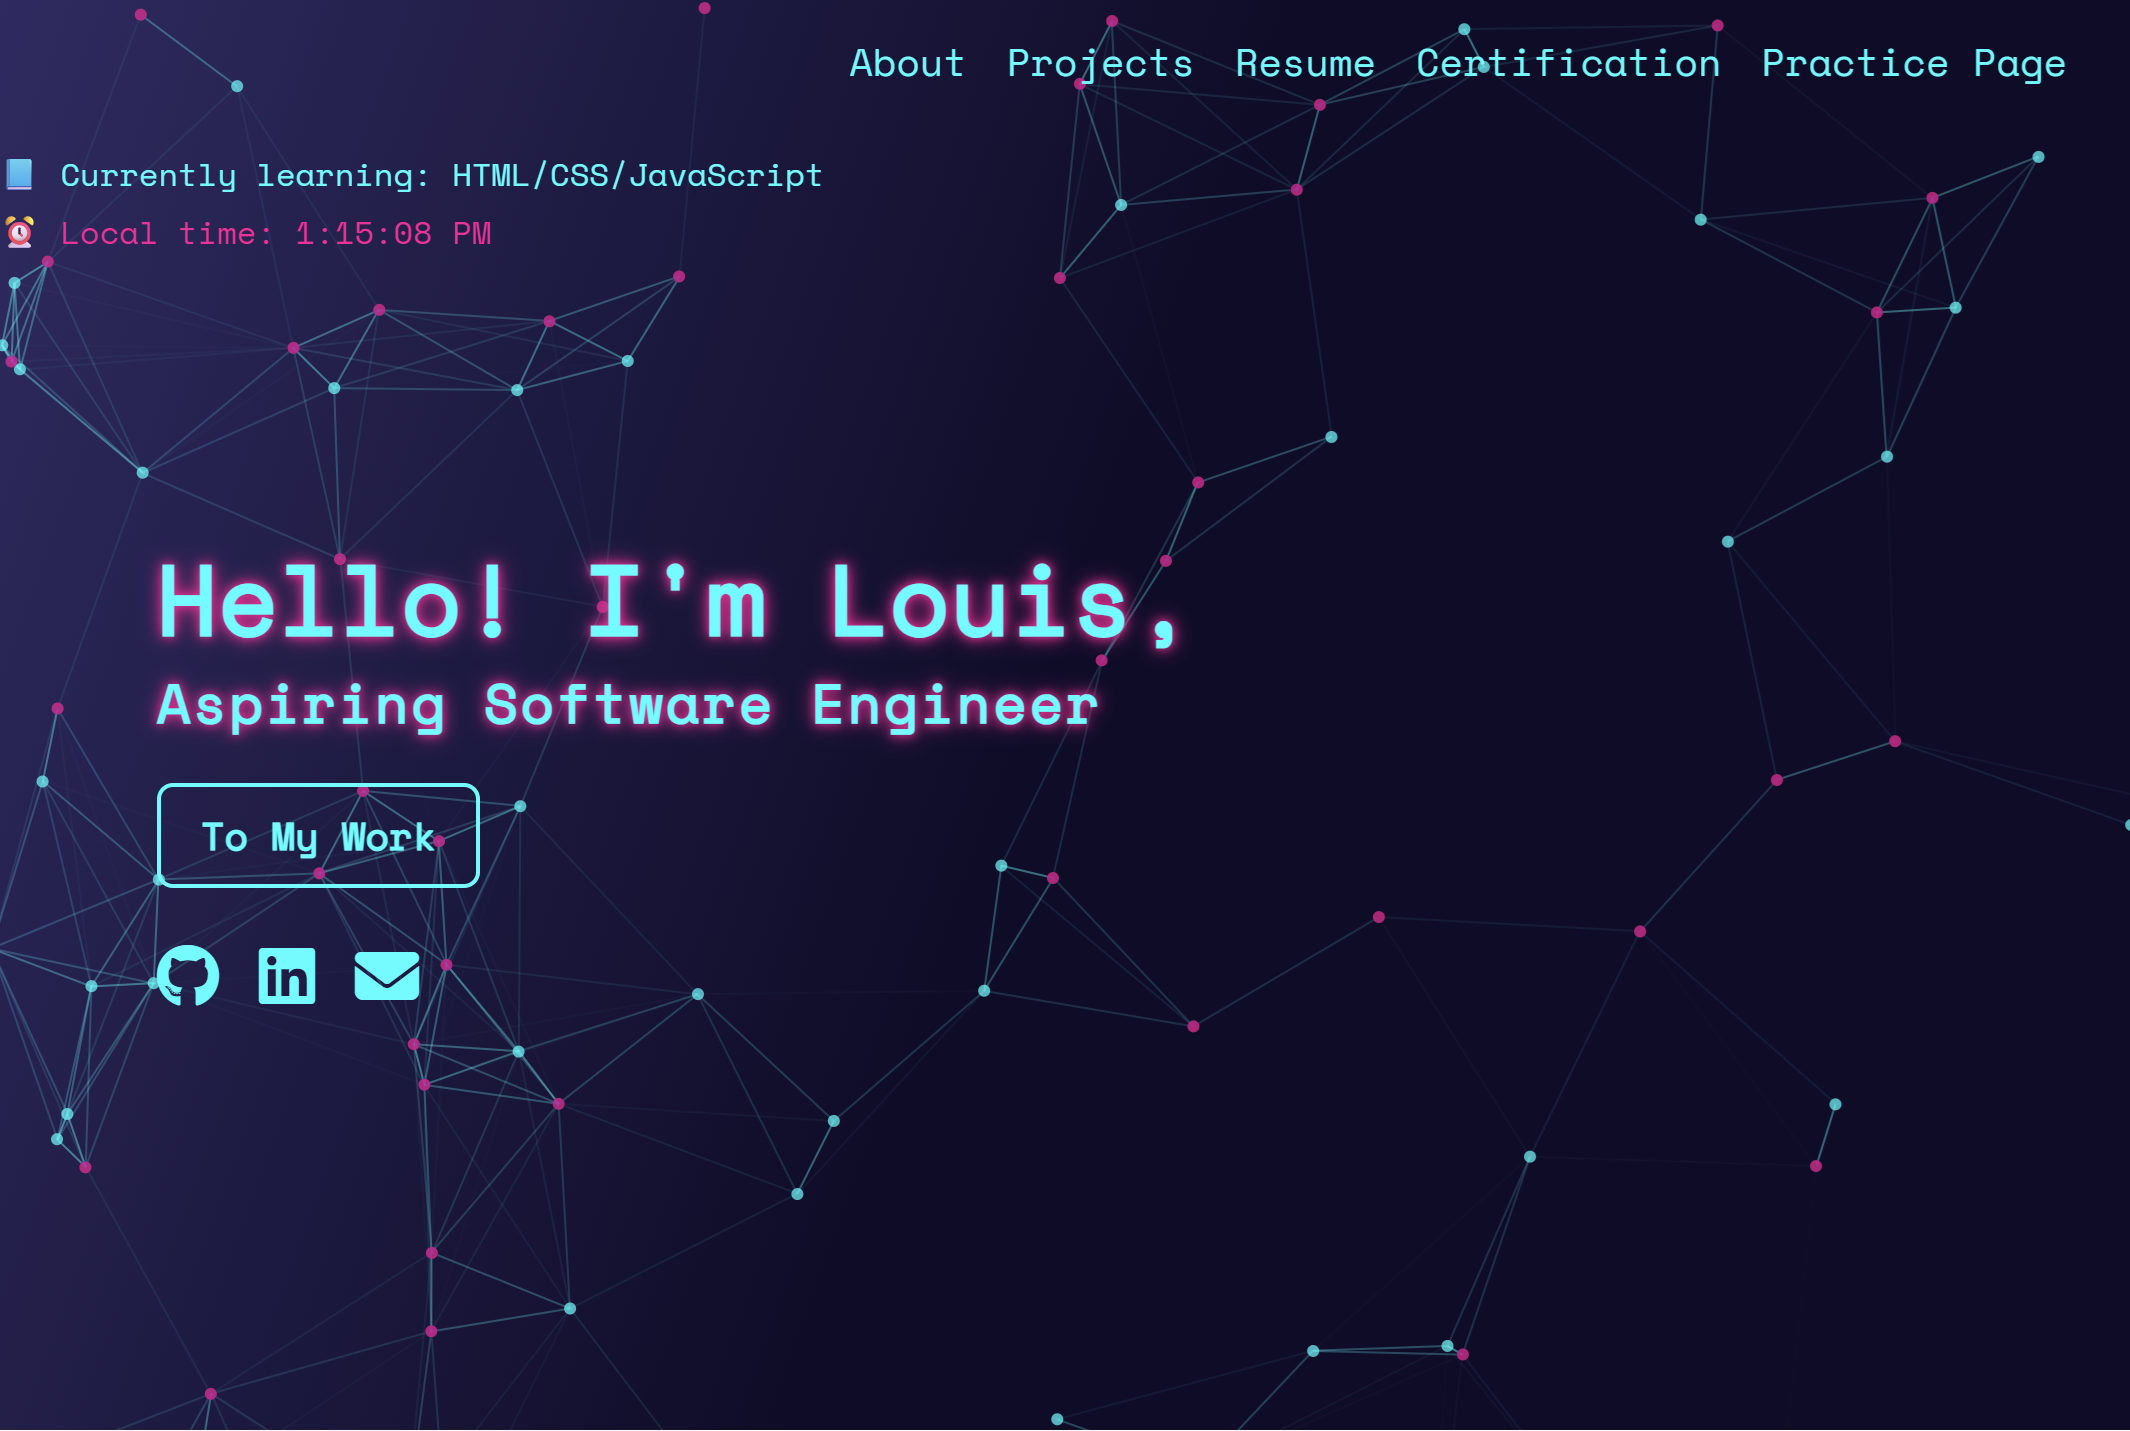 About Projects Resume Certification Practice Page
Currently learning: HTML/CSS/JavaScript
Local time: 1:15:08 PM
Hello! I'm Louis,
Aspiring Software Engineer
To My Work
in